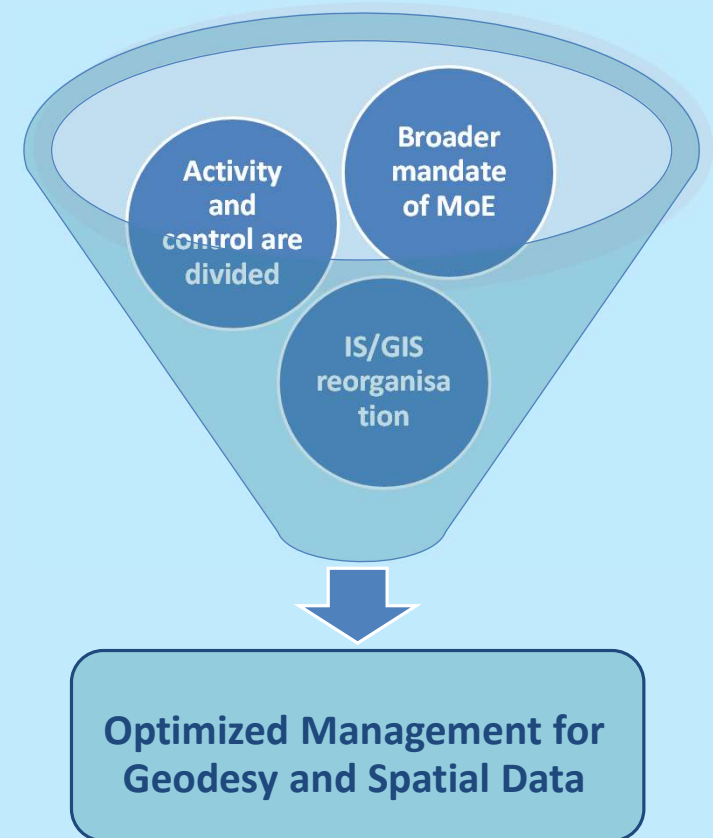 Activity
and
control are
divided
Broader
mandate
of MoE
IS/GIS
reorganisa
tion
Optimized Management for
Geodesy and Spatial Data